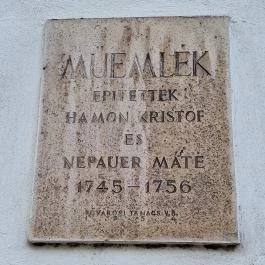 MŰEMLÉK
ÉPÍTETTÉK
HAMON KRISTÓF
ÉS
NEPAUER MÁTÉ
1745-1756
FŐVÁROSI TANÁCS V.B.